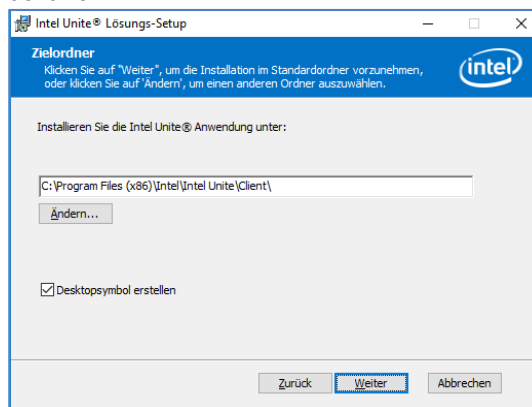 Intel Unite® Lösungs-Setup
Zielordner
Klicken Sie auf "Weiter", um die Installation im Standardordner vorzunehmen,
oder klicken Sie auf 'Ändern', um einen anderen Ordner auszuwählen.
intel
Installieren Sie die Intel Unite® Anwendung unter:
C:\Program Files (x86)\Intel\Intel Unite\Client\
Ändern...
Desktopsymbol erstellen
Zurück Weiter Abbrechen